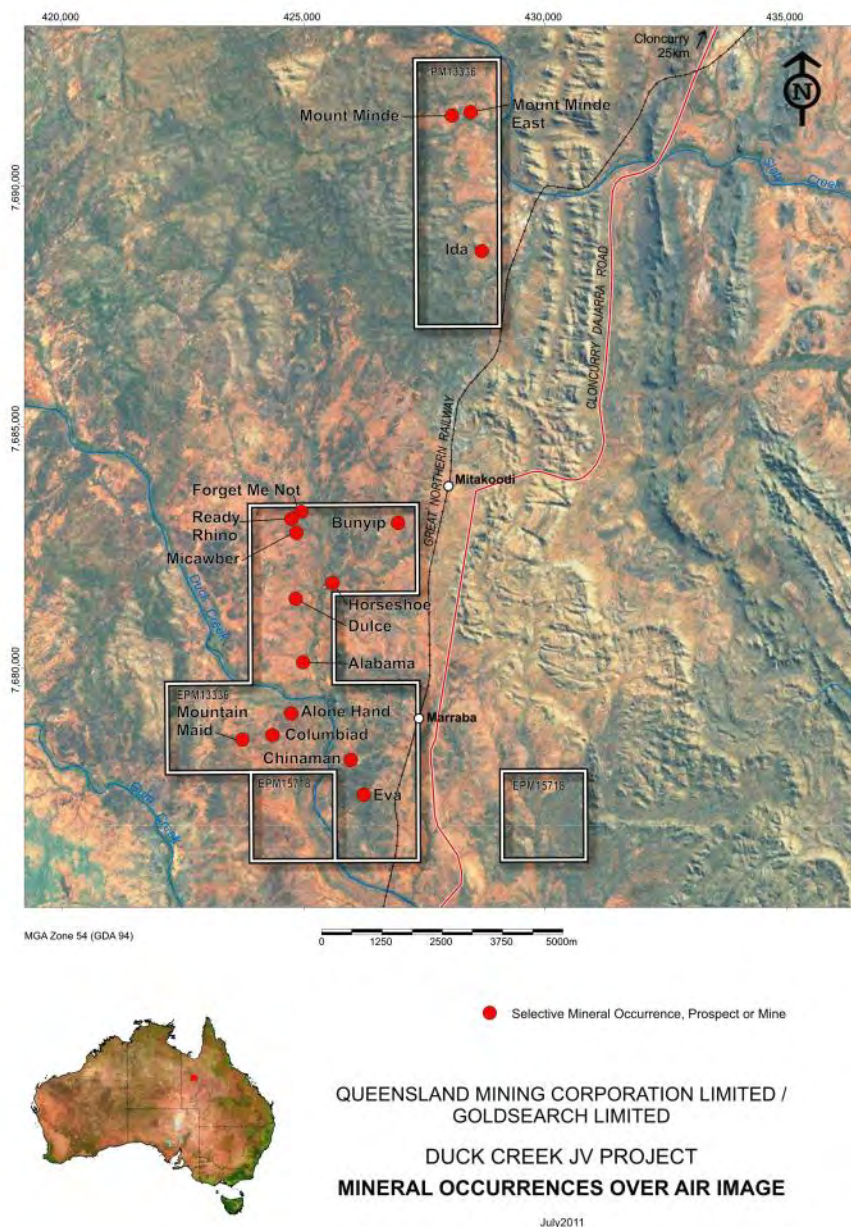 420,000
425,000
430,000
435,000
Cloncurry
25km
EPM13336
N
Mount Minde
Mount Minde
East
7,690,000
Creek
Ida
CLONCURRY DAJARRA ROAD
7,685,000
GREAT NORTHERN RAILWAY
Mitakoodi
Forget Me Not
Ready
Rhino
Bunyip
Micawber
Duck Creek
Horseshoe
Dulce
7,680,000
Alabama
EPM13336
Mountain
Maid
Alone Hand
Marraba
Columbiad
Chinaman
EPM15718
EPM15718
Eva
Creek
MGA Zone 54 (GDA 94)
0 1250 2500 3750 5000m
Selective Mineral Occurrence, Prospect or Mine
QUEENSLAND MINING CORPORATION LIMITED /
GOLDSEARCH LIMITED
DUCK CREEK JV PROJECT
MINERAL OCCURRENCES OVER AIR IMAGE
July2011